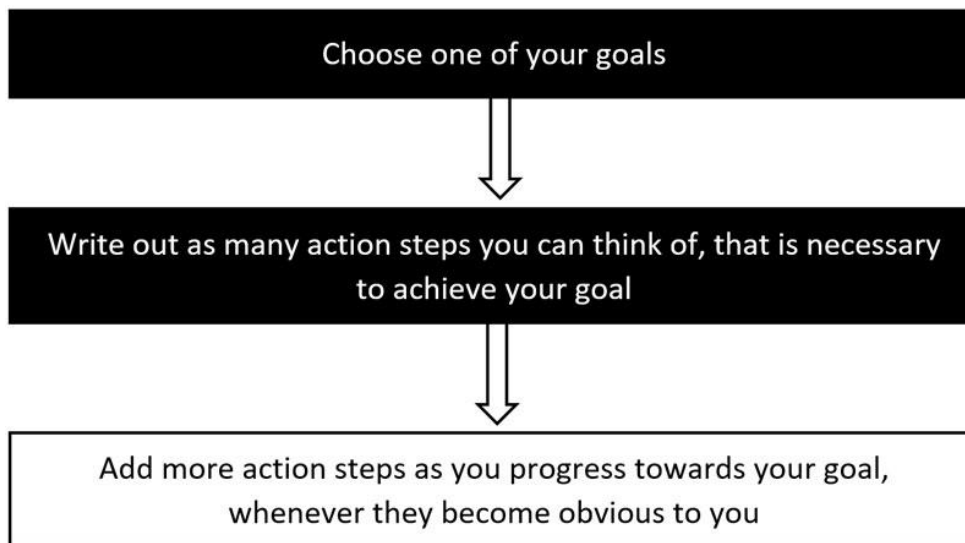 Choose one of your goals
Write out as many action steps you can think of, that is necessary
to achieve your goal
Add more action steps as you progress towards your goal,
whenever they become obvious to you